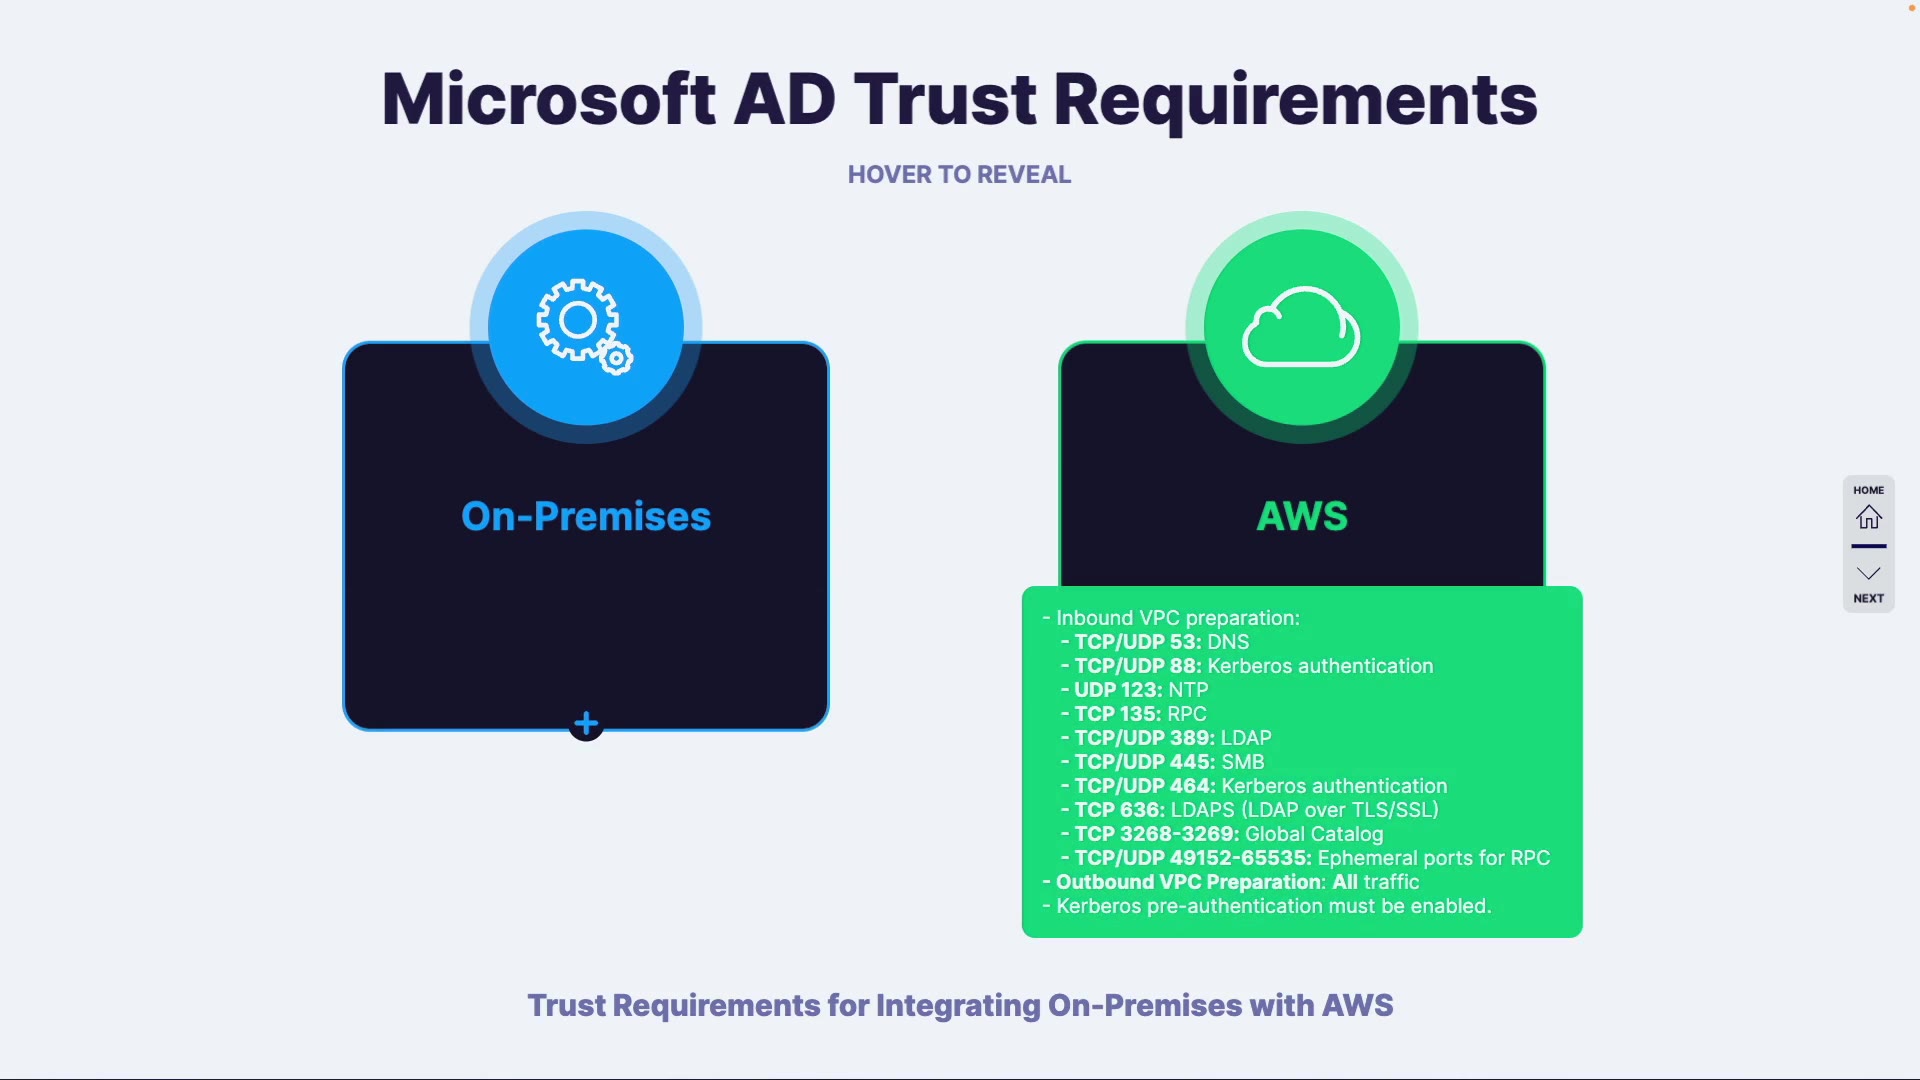 Microsoft AD Trust Requirements
HOVER TO REVEAL
On-Premises
AWS
- Inbound VPC preparation:
- TCP/UDP 53: DNS
- TCP/UDP 88: Kerberos authentication
- UDP 123: NTP
- TCP 135: RPC
- TCP/UDP 389: LDAP
- TCP/UDP 445: SMB
- TCP/UDP 464: Kerberos authentication
- TCP 636: LDAPS (LDAP over TLS/SSL)
- TCP 3268-3269: Global Catalog
- TCP/UDP 49152-65535: Ephemeral ports for RPC
- Outbound VPC Preparation: All traffic
- Kerberos pre-authentication must be enabled.
HOME
NEXT
Trust Requirements for Integrating On-Premises with AWS